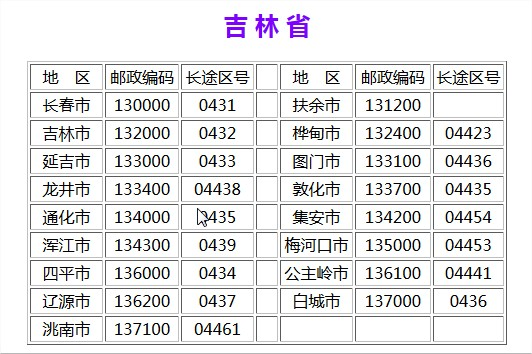 吉林省
地 区 邮政编码 长途区号 地 区 邮政编码 长途区号
长春市 130000 0431 扶余市 131200
吉林市 132000 0432 桦甸市 132400 04423
延吉市 133000 0433 图门市 133100 04436
龙井市 133400 04438 敦化市 133700 04435
通化市 134000 0435 集安市 134200 04454
浑江市 134300 0439 梅河口市 135000 04453
四平市 136000 0434 公主岭市 136100 04441
辽源市 136200 0437 白城市 137000 0436
洮南市 137100 04461